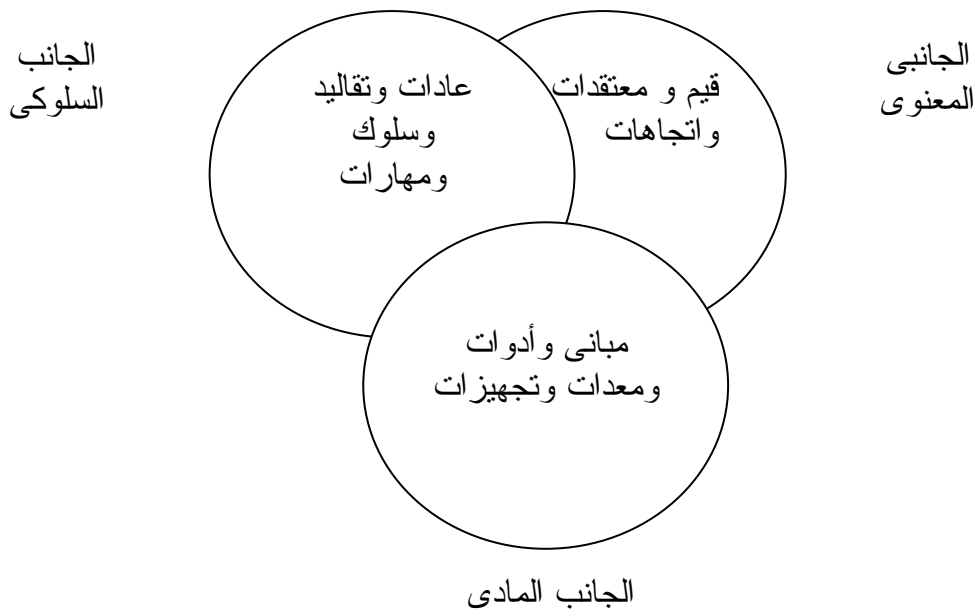 الجانبى
المعنوى
قيم و معتقدات
واتجاهات
عادات وتقاليد
وسلوك
ومهارات
الجانب
السلوكى
مبانى وأدوات
ومعدات وتجهيزات
الجانب المادى